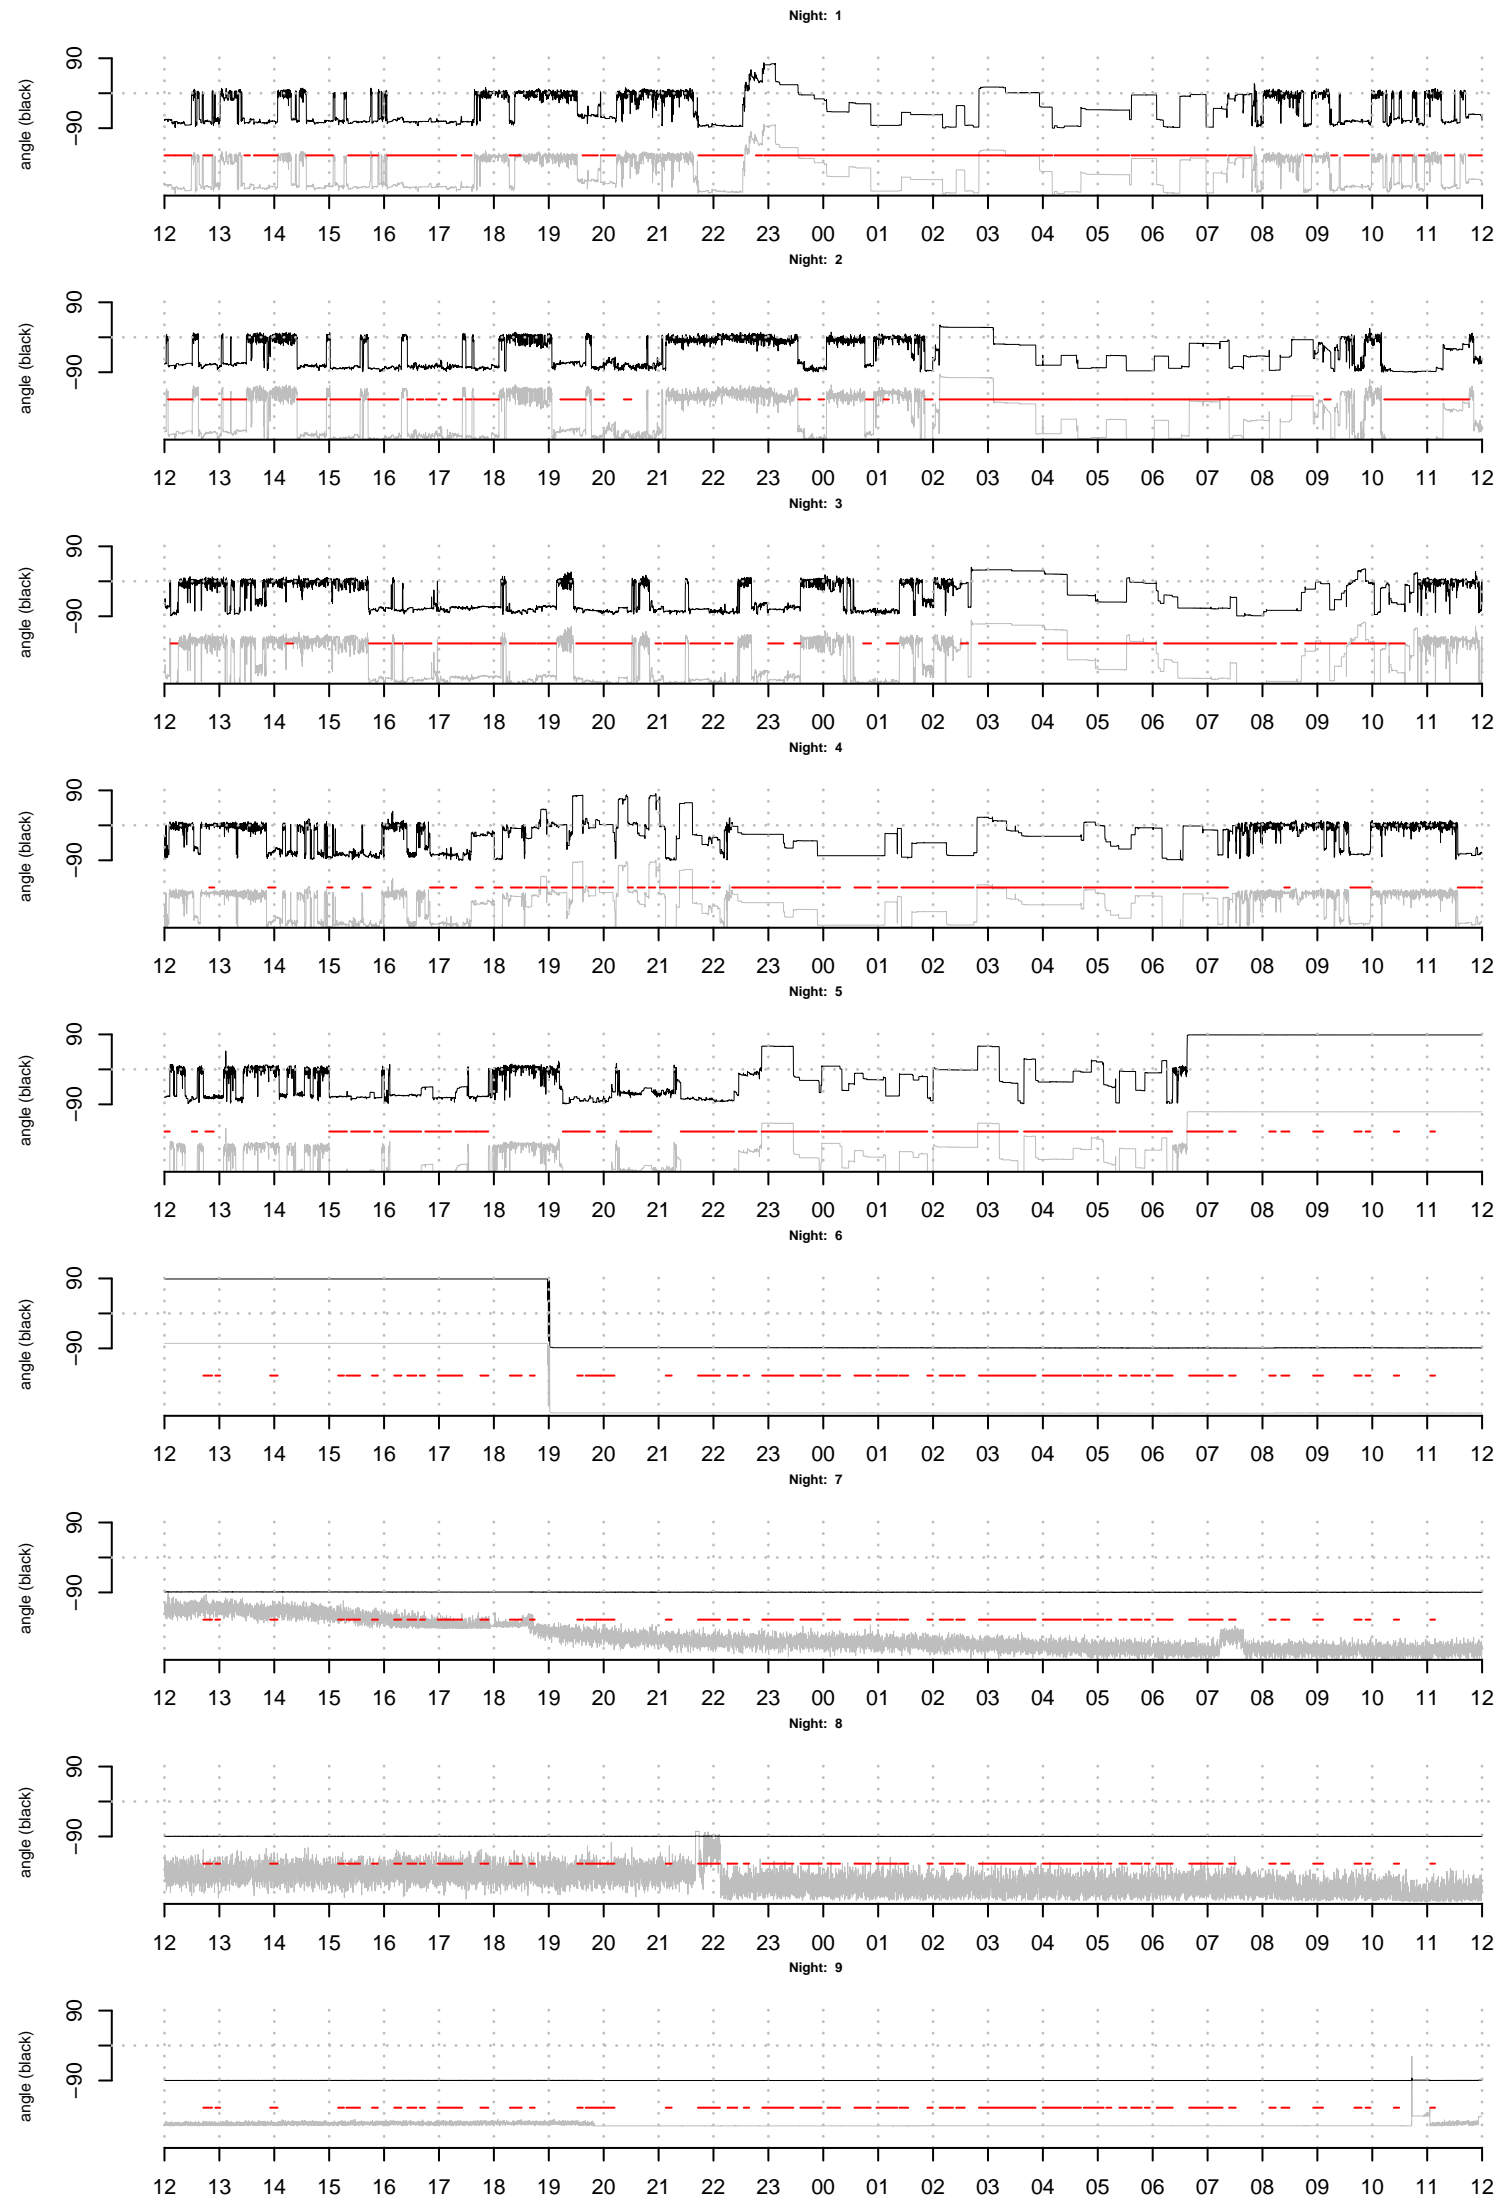 Night: 1
90
-90
angle (black)
12 13 14 15 16 17 18 19 20 21 22 23 00 01 02 03 04 05 06 07 08 09 10 11 12
Night: 2
90
-90
angle (black)
12 13 14 15 16 17 18 19 20 21 22 23 00 01 02 03 04 05 06 07 08 09 10 11 12
Night: 3
90
-90
angle (black)
12 13 14 15 16 17 18 19 20 21 22 23 00 01 02 03 04 05 06 07 08 09 10 11 12
Night: 4
90
-90
angle (black)
12 13 14 15 16 17 18 19 20 21 22 23 00 01 02 03 04 05 06 07 08 09 10 11 12
Night: 5
90
-90
angle (black)
12 13 14 15 16 17 18 19 20 21 22 23 00 01 02 03 04 05 06 07 08 09 10 11 12
Night: 6
90
-90
angle (black)
12 13 14 15 16 17 18 19 20 21 22 23 00 01 02 03 04 05 06 07 08 09 10 11 12
Night: 7
90
-90
angle (black)
12 13 14 15 16 17 18 19 20 21 22 23 00 01 02 03 04 05 06 07 08 09 10 11 12
Night: 8
90
-90
angle (black)
12 13 14 15 16 17 18 19 20 21 22 23 00 01 02 03 04 05 06 07 08 09 10 11 12
Night: 9
90
-90
angle (black)
12 13 14 15 16 17 18 19 20 21 22 23 00 01 02 03 04 05 06 07 08 09 10 11 12